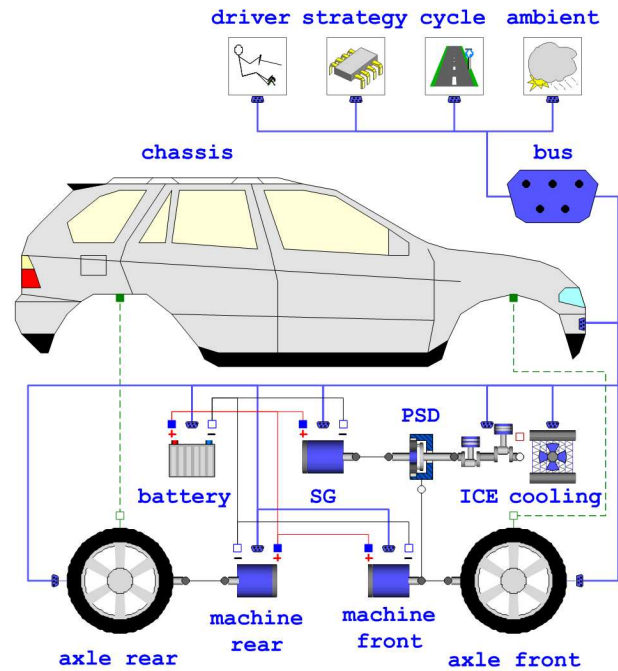 driver strategy cycle ambient
chassis
bus
+ − + −
PSD
battery
SG
ICE cooling
− + + −
machine
rear
machine
front
axle rear
axle front